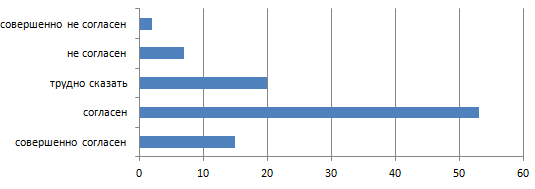 совершенно не согласен
не согласен
трудно сказать
согласен
совершенно согласен
0 10 20 30 40 50 60